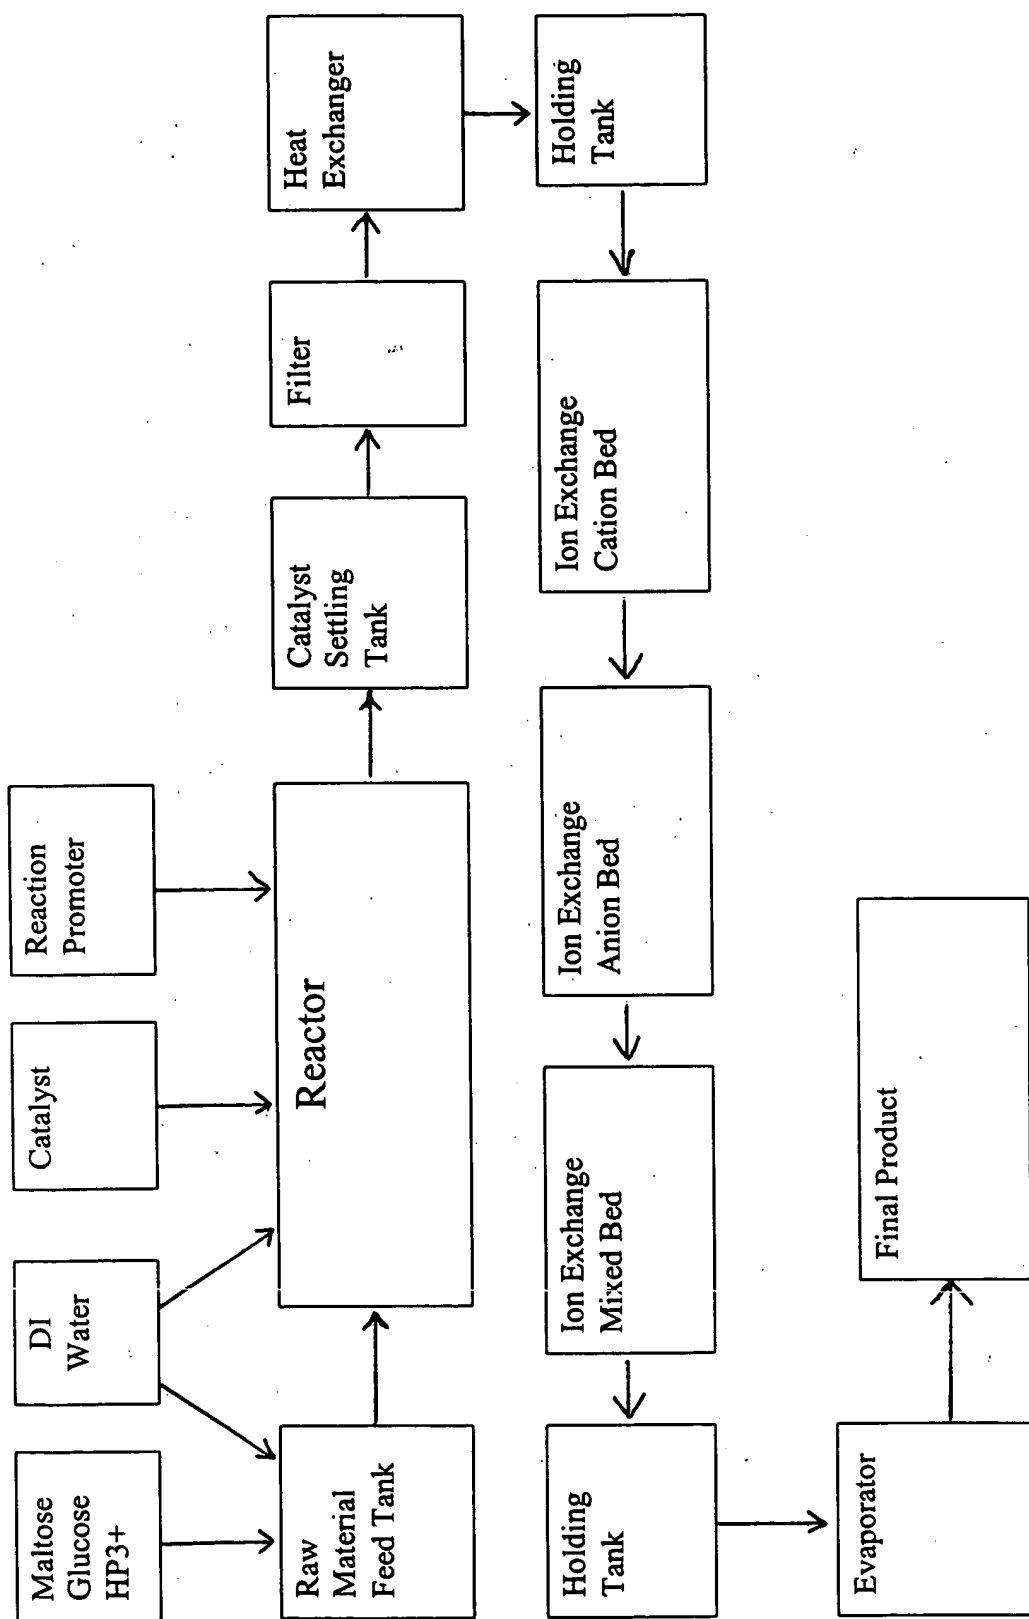 Maltose
Glucose
HP3+
DI
Water
Catalyst
Reaction
Promoter
Raw
Material
Feed Tank
Reactor
Catalyst
Settling
Tank
Filter
Heat
Exchanger
Holding
Tank
Ion Exchange
Cation Bed
Ion Exchange
Anion Bed
Ion Exchange
Mixed Bed
Holding
Tank
Evaporator
Final Product